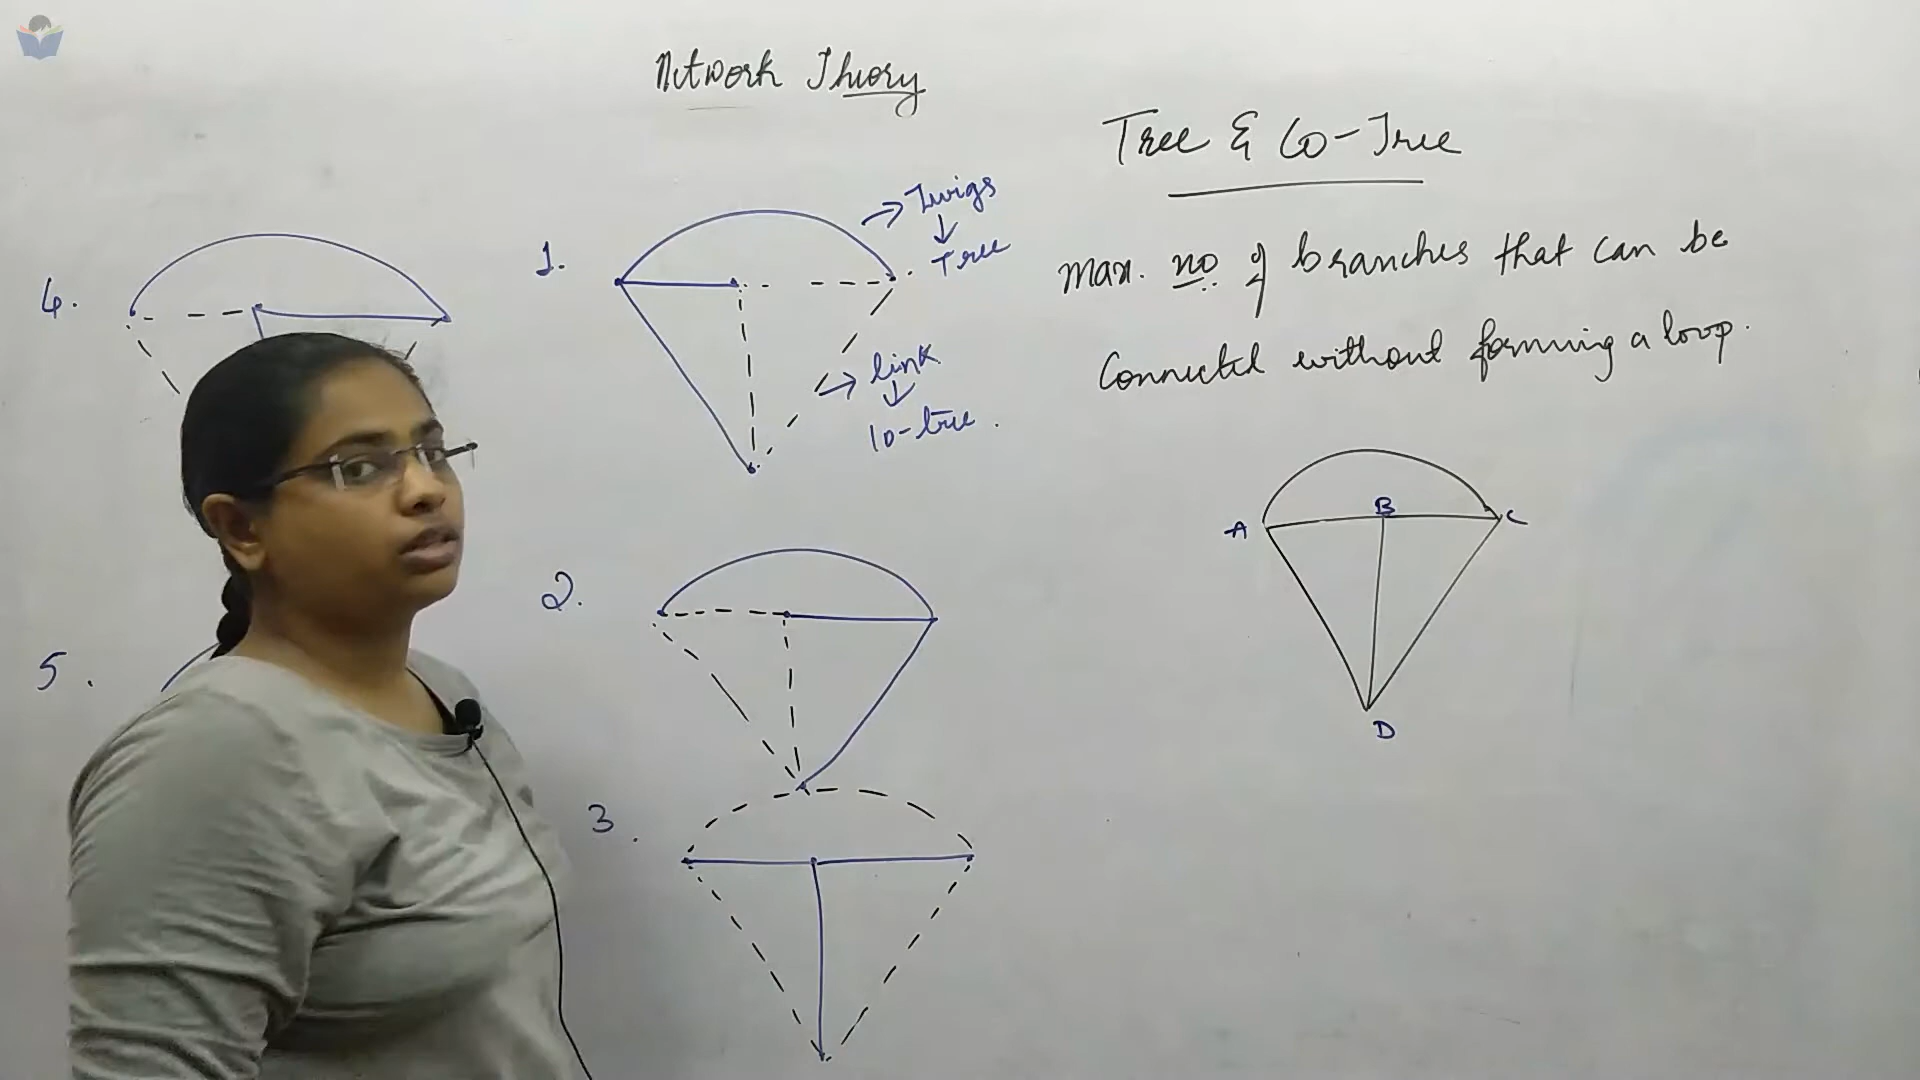 Network Theory
Tree & Co-Tree
Max. no of branches that can be
Connected without forming a loop.
1.
Twigs
Tree
link
Co-tree.
2.
3.
4.
5.
A
B
C
D